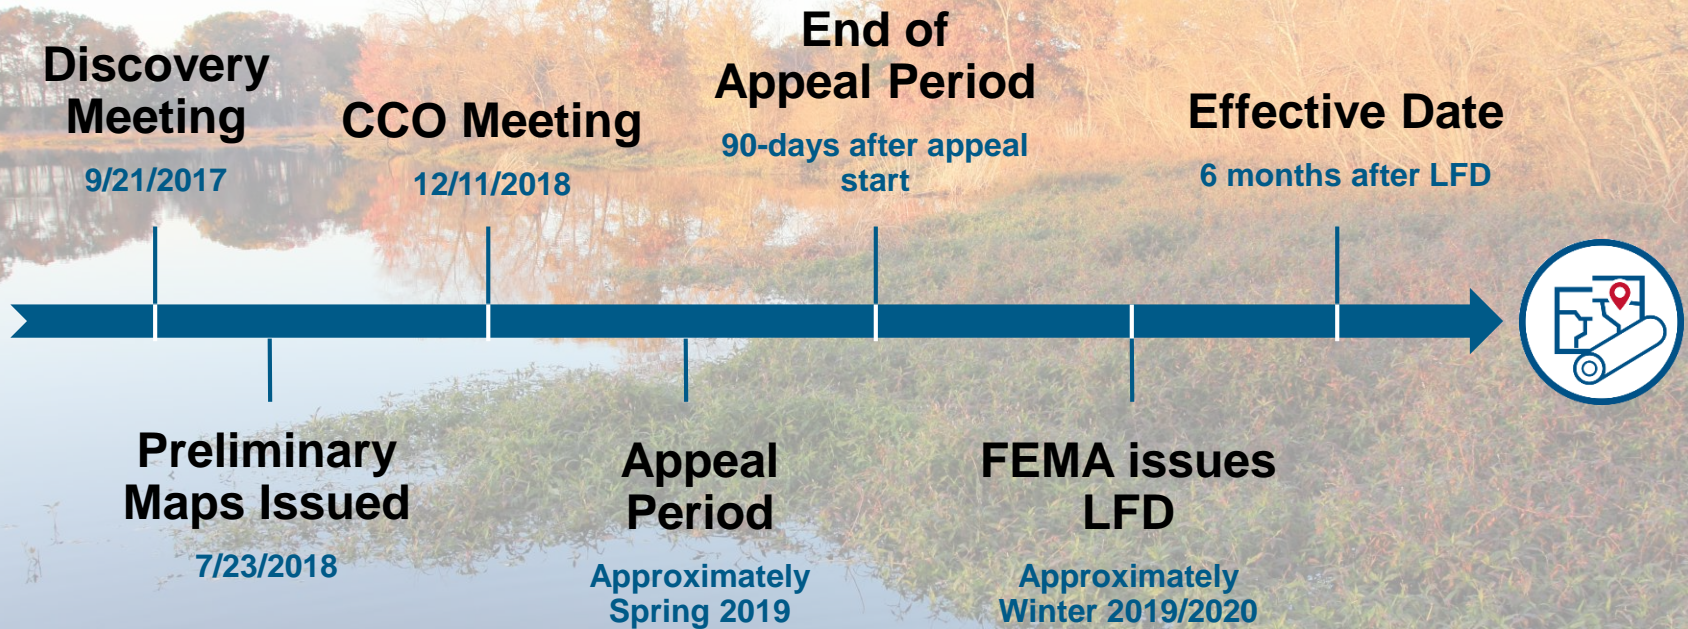 Discovery
Meeting
9/21/2017
Preliminary
Maps Issued
7/23/2018
CCO Meeting
12/11/2018
Appeal
Period
Approximately
Spring 2019
End of
Appeal Period
90-days after appeal
start
FEMA issues
LFD
Approximately
Winter 2019/2020
Effective Date
6 months after LFD